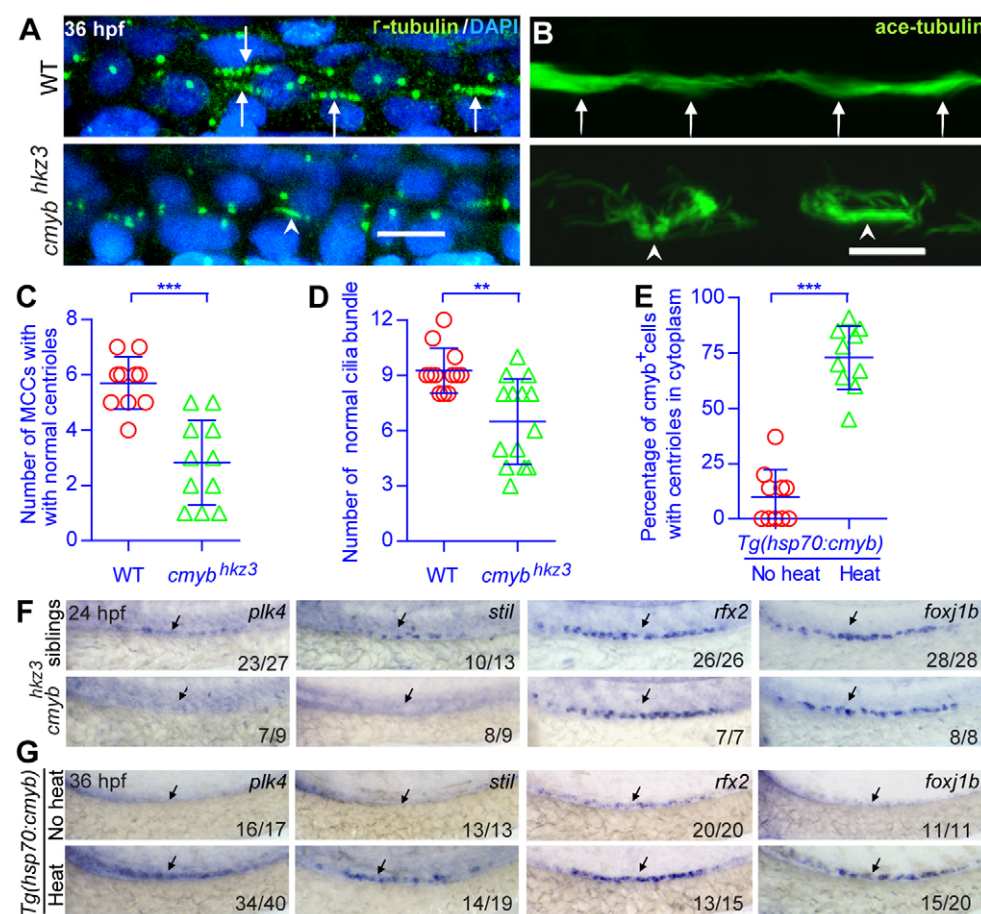 A
36 hpf
r-tubulin/DAPI
WT
cmyb hkz3
B
ace-tubulin
C
***
Number of MCCs with
with normal centrioles
8
6
4
2
0
WT
cmyb hkz3
D
**
Number of normal cilia bundle
12
9
6
3
0
WT
cmyb hkz3
E
***
Percentage of cmyb+cells
with centrioles in cytoplasm
100
75
50
25
0
Tg(hsp70:cmyb)
No heat
Heat
F
24 hpf
siblings
plk4
23/27
stil
10/13
rfx2
26/26
foxj1b
28/28
cmyb hkz3
7/9
8/9
7/7
8/8
G
36 hpf
Tg(hsp70:cmyb)
No heat
plk4
16/17
stil
13/13
rfx2
20/20
foxj1b
11/11
Heat
34/40
14/19
13/15
15/20